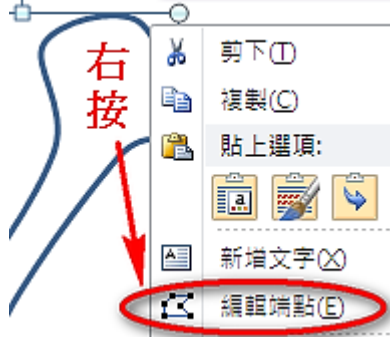 右按
剪下(T)
複製(C)
貼上選項:
a
新增文字(X)
編輯端點(E)